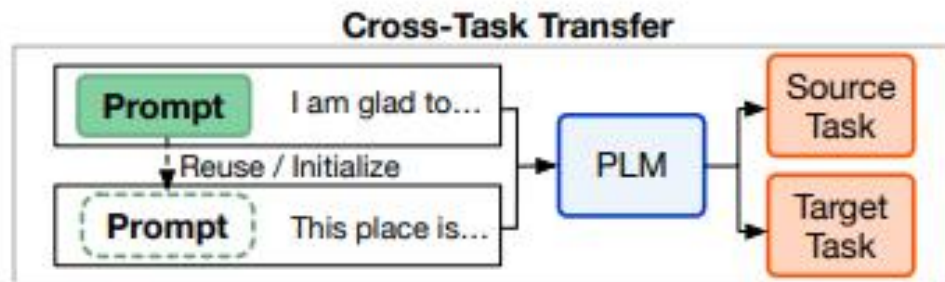 Cross-Task Transfer
Prompt I am glad to...
Reuse / Initialize
Prompt This place is...
PLM
Source
Task
Target
Task